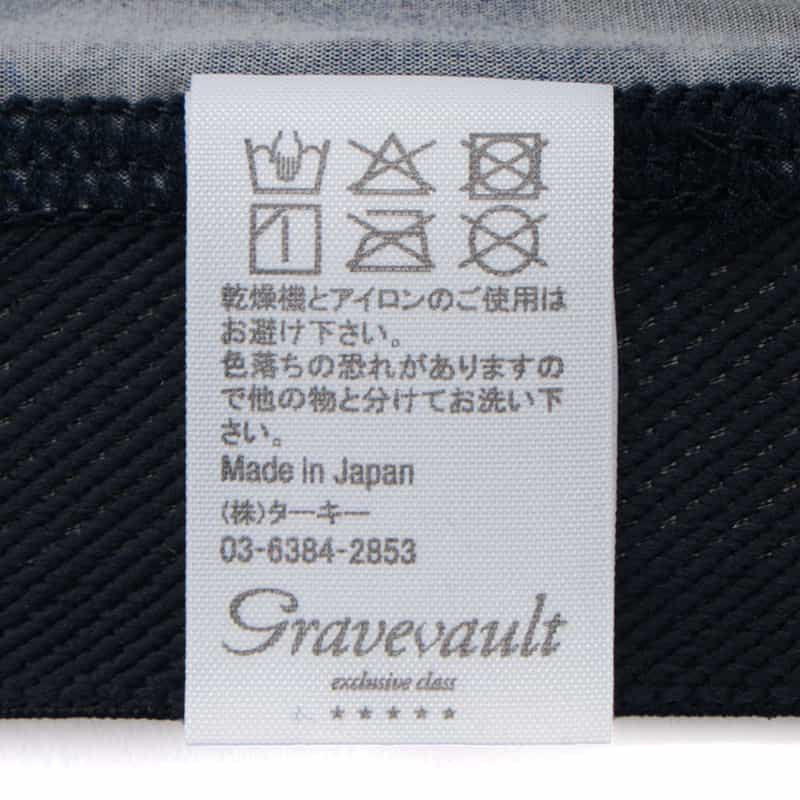 乾燥機とアイロンのご使用は
お避け下さい。
色落ちの恐れがありますの
で他の物と分けてお洗い下
さい。
Made in Japan
(株)ターキー
03-6384-2853
Gravevault
exclusive class
★★★★★